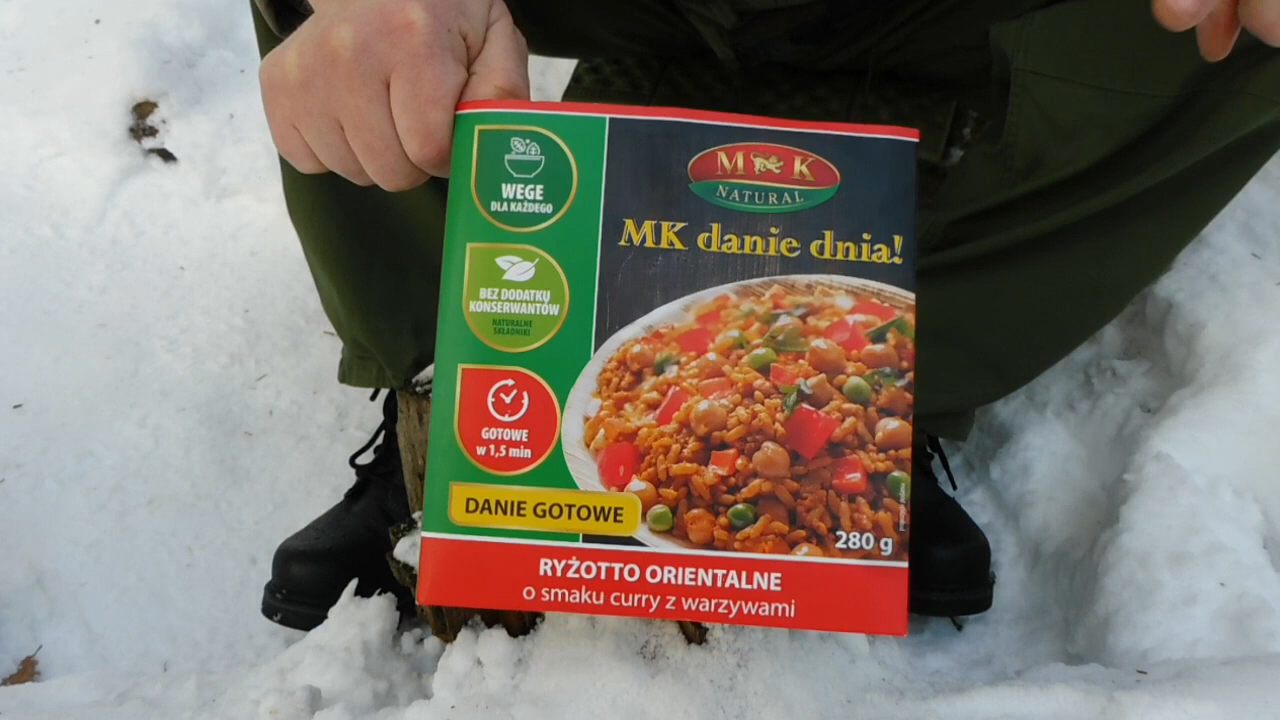 WEGE
DLA KAŻDEGO
BEZ DODATKU
KONSERWANTÓW
NATURALNE
SKŁADNIKI
GOTOWE
w 1,5 min
DANIE GOTOWE
M K
NATURAL
MK danie dnia!
280 g
RYŻOTTO ORIENTALNE
o smaku curry z warzywami